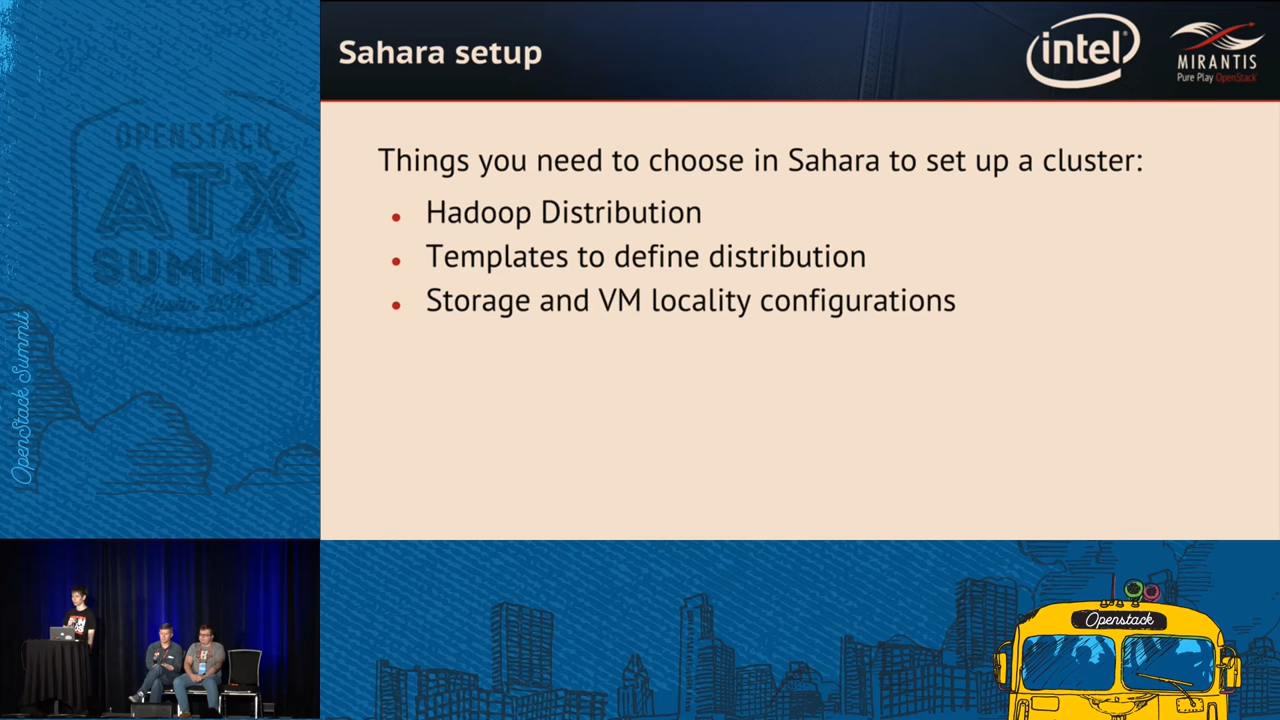 Sahara setup
intel
MIRANTIS
Pure Play OpenStack
Things you need to choose in Sahara to set up a cluster:
Hadoop Distribution
Templates to define distribution
Storage and VM locality configurations
OPENSTACK
ATX
SUMMIT
OpenStack Summit
Openstack